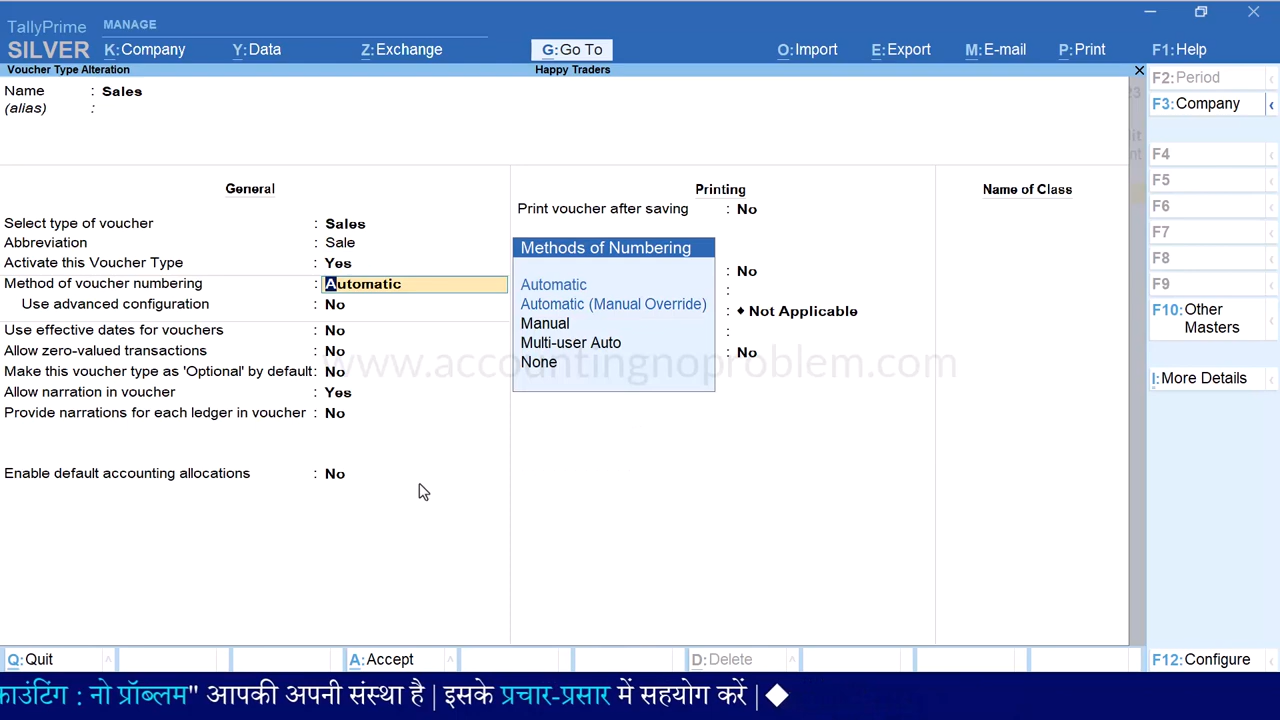 TallyPrime MANAGE
SILVER K:Company Y:Data Z:Exchange G:Go To O:Import E:Export M:E-mail P:Print F1:Help
Voucher Type Alteration Happy Traders
F2:Period
Name : Sales
(alias) :
F3:Company
F4
F5
F6
F7
F8
F9
F10:Other Masters
I:More Details
F12:Configure
General
Select type of voucher : Sales
Abbreviation : Sale
Activate this Voucher Type : Yes
Method of voucher numbering : Automatic
Use advanced configuration : No
Use effective dates for vouchers : No
Allow zero-valued transactions : No
Make this voucher type as 'Optional' by default : No
Allow narration in voucher : Yes
Provide narrations for each ledger in voucher : No
Enable default accounting allocations : No
Printing
Print voucher after saving : No
: No
:
: ♦ Not Applicable
:
: No
Methods of Numbering
Automatic
Automatic (Manual Override)
Manual
Multi-user Auto
None
Name of Class
www.accountingnoproblem.com
Q:Quit A:Accept D:Delete
नो प्रॉब्लम" आपकी अपनी संस्था है | इसके प्रचार-प्रसार में सहयोग करें | ◆